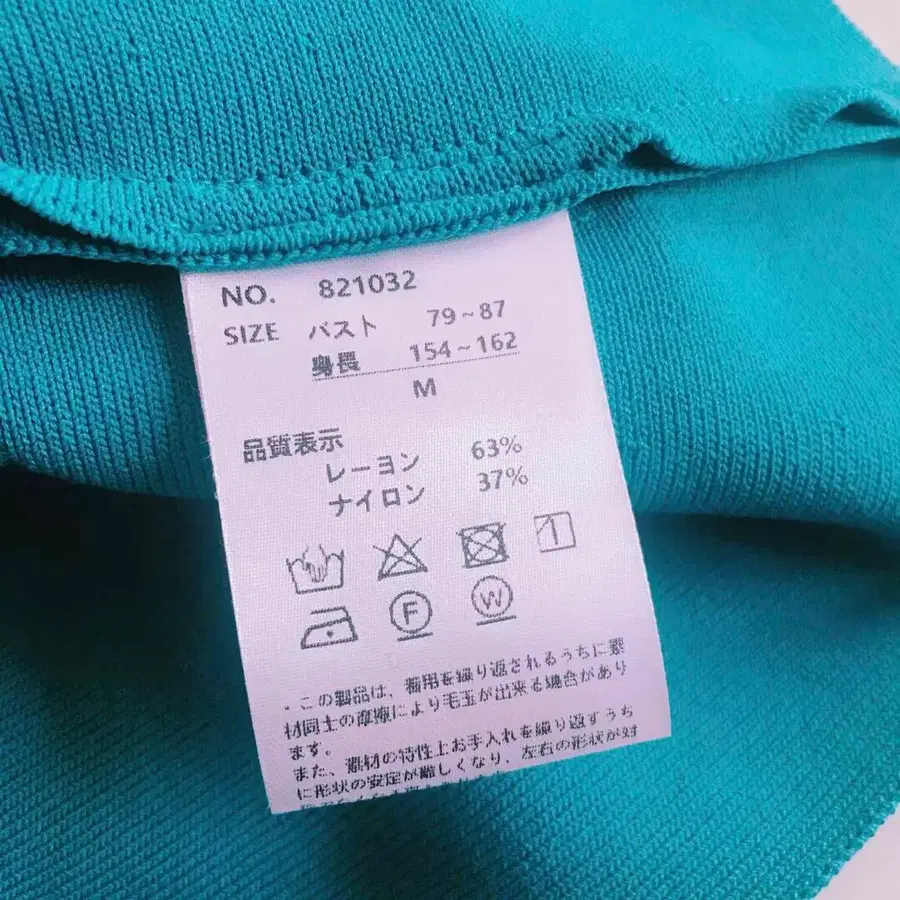 NO. 821032
SIZE バスト 79~87
身長 154~162
M
品質表示
レーヨン 63%
ナイロン 37%
F W
.この製品は、着用を繰り返されるうちに素
材同士の摩擦により毛玉が出来る場合があり
ます。
また、素材の特性上お手入れを繰り返すうち
に形状の安定が難しくなり、左右の形状が対